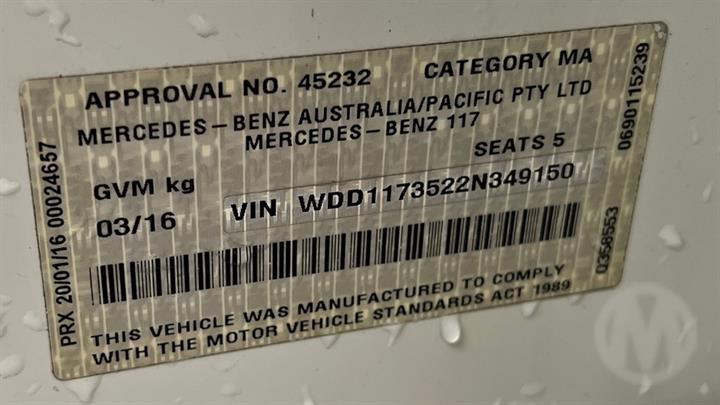 APPROVAL NO. 45232 CATEGORY MA
MERCEDES-BENZ AUSTRALIA/PACIFIC PTY LTD
MERCEDES-BENZ 117
SEATS 5
GVM kg
03/16
VIN WDD1173522N349150
THIS VEHICLE WAS MANUFACTURED TO COMPLY
WITH THE MOTOR VEHICLE STANDARDS ACT 1989
PRX 20/01/16 00024657
0690115239
0358553
M